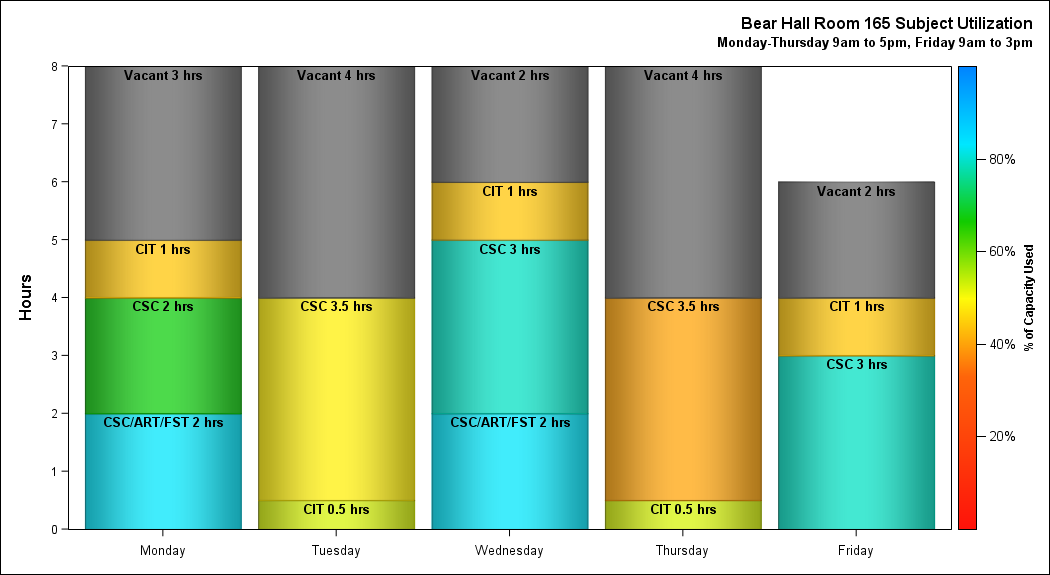 Bear Hall Room 165 Subject Utilization
Monday-Thursday 9am to 5pm, Friday 9am to 3pm
Hours
8
7
6
5
4
3
2
1
0
Vacant 3 hrs
CIT 1 hrs
CSC 2 hrs
CSC/ART/FST 2 hrs
Vacant 4 hrs
CSC 3.5 hrs
CIT 0.5 hrs
Vacant 2 hrs
CIT 1 hrs
CSC 3 hrs
CSC/ART/FST 2 hrs
Vacant 4 hrs
CSC 3.5 hrs
CIT 0.5 hrs
Vacant 2 hrs
CIT 1 hrs
CSC 3 hrs
Monday
Tuesday
Wednesday
Thursday
Friday
80%
60%
40%
20%
% of Capacity Used